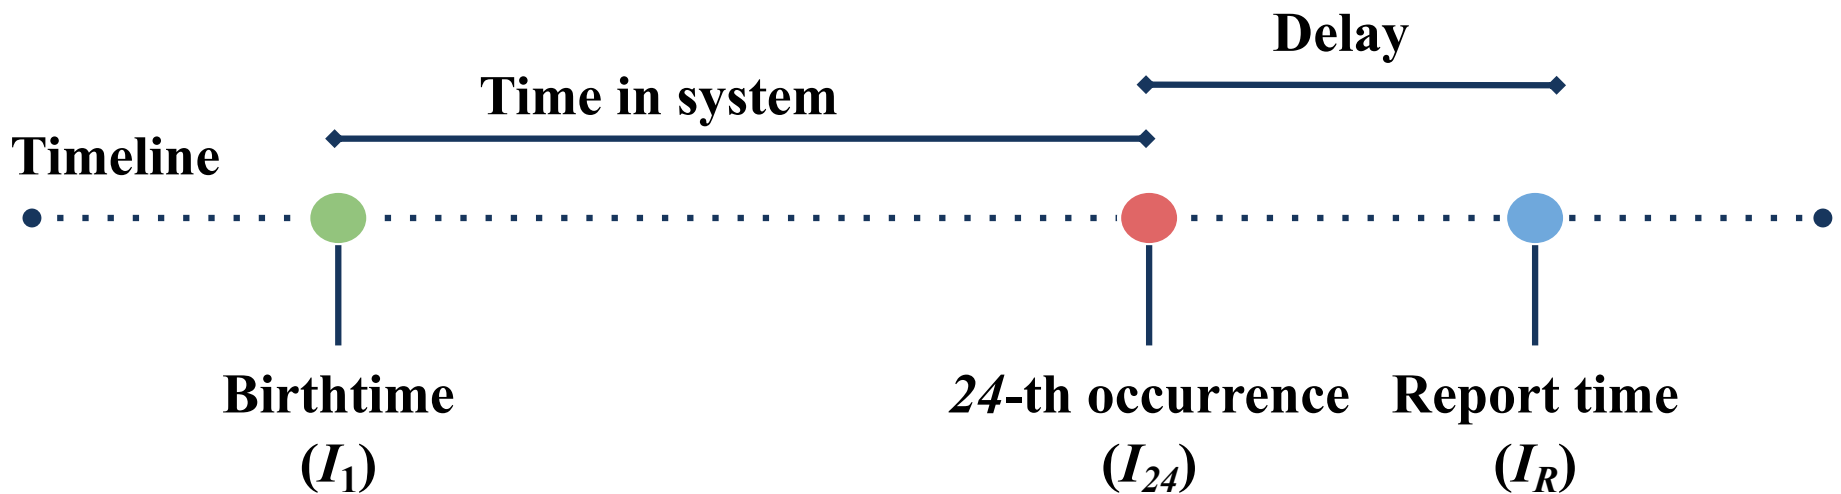 Delay
Time in system
Timeline
Birthtime
(I1)
24-th occurrence
(I24)
Report time
(IR)